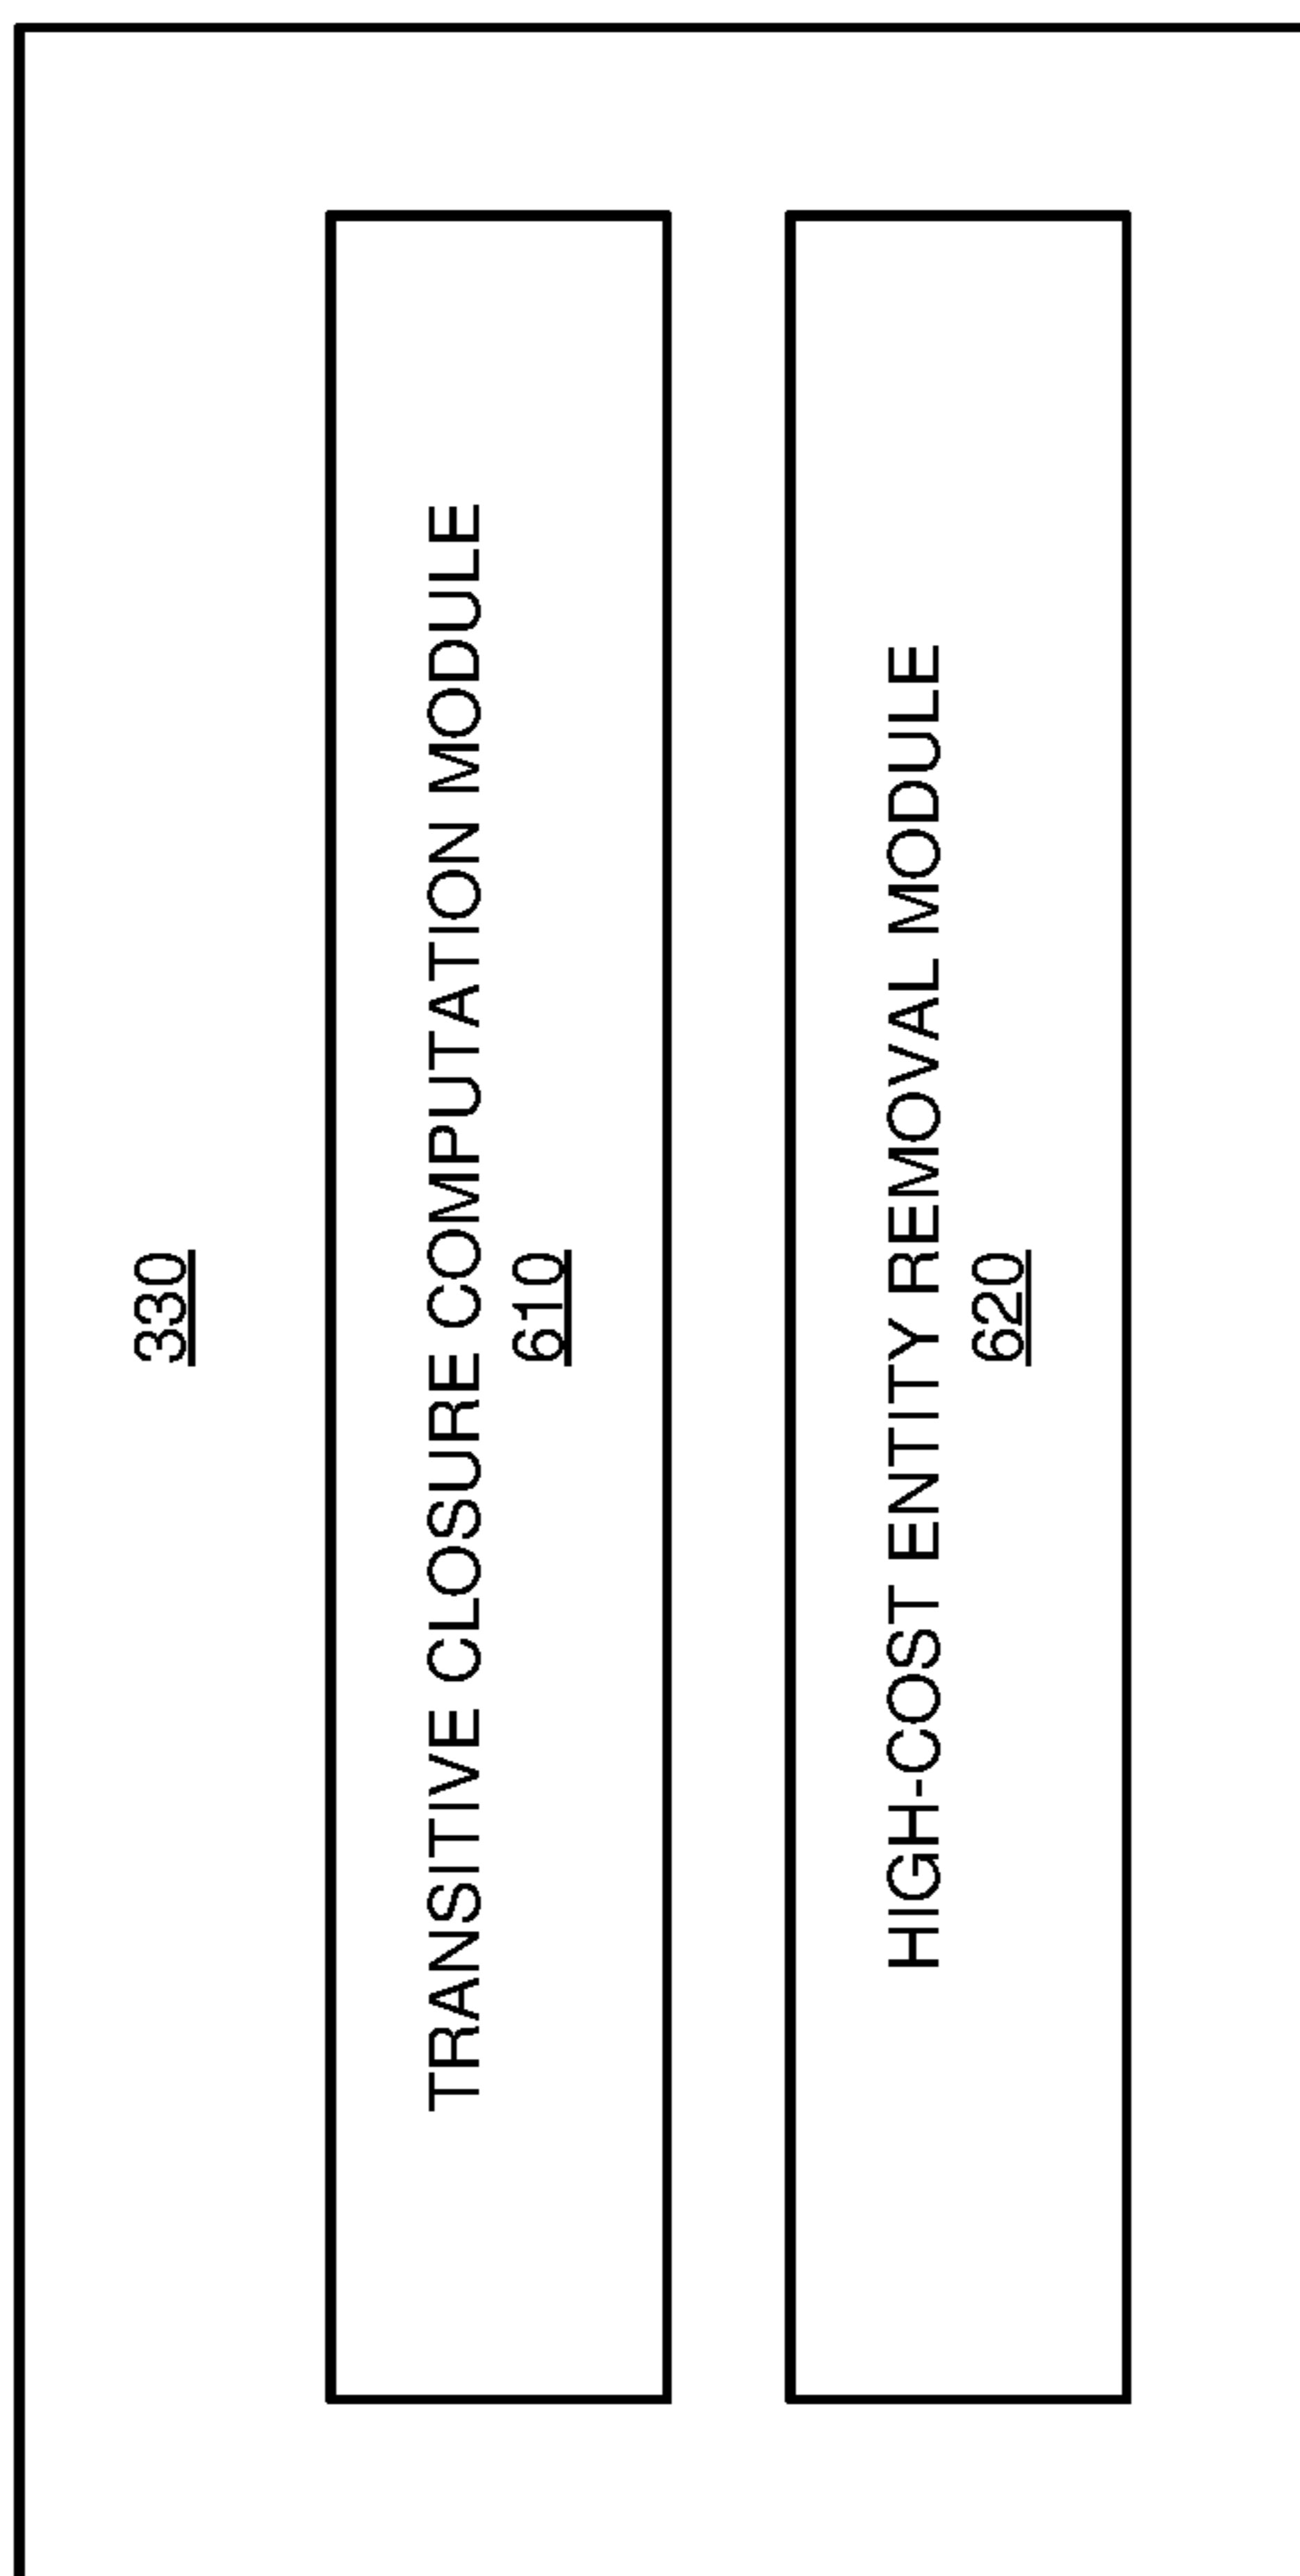 330
TRANSITIVE CLOSURE COMPUTATION MODULE
610
HIGH-COST ENTITY REMOVAL MODULE
620